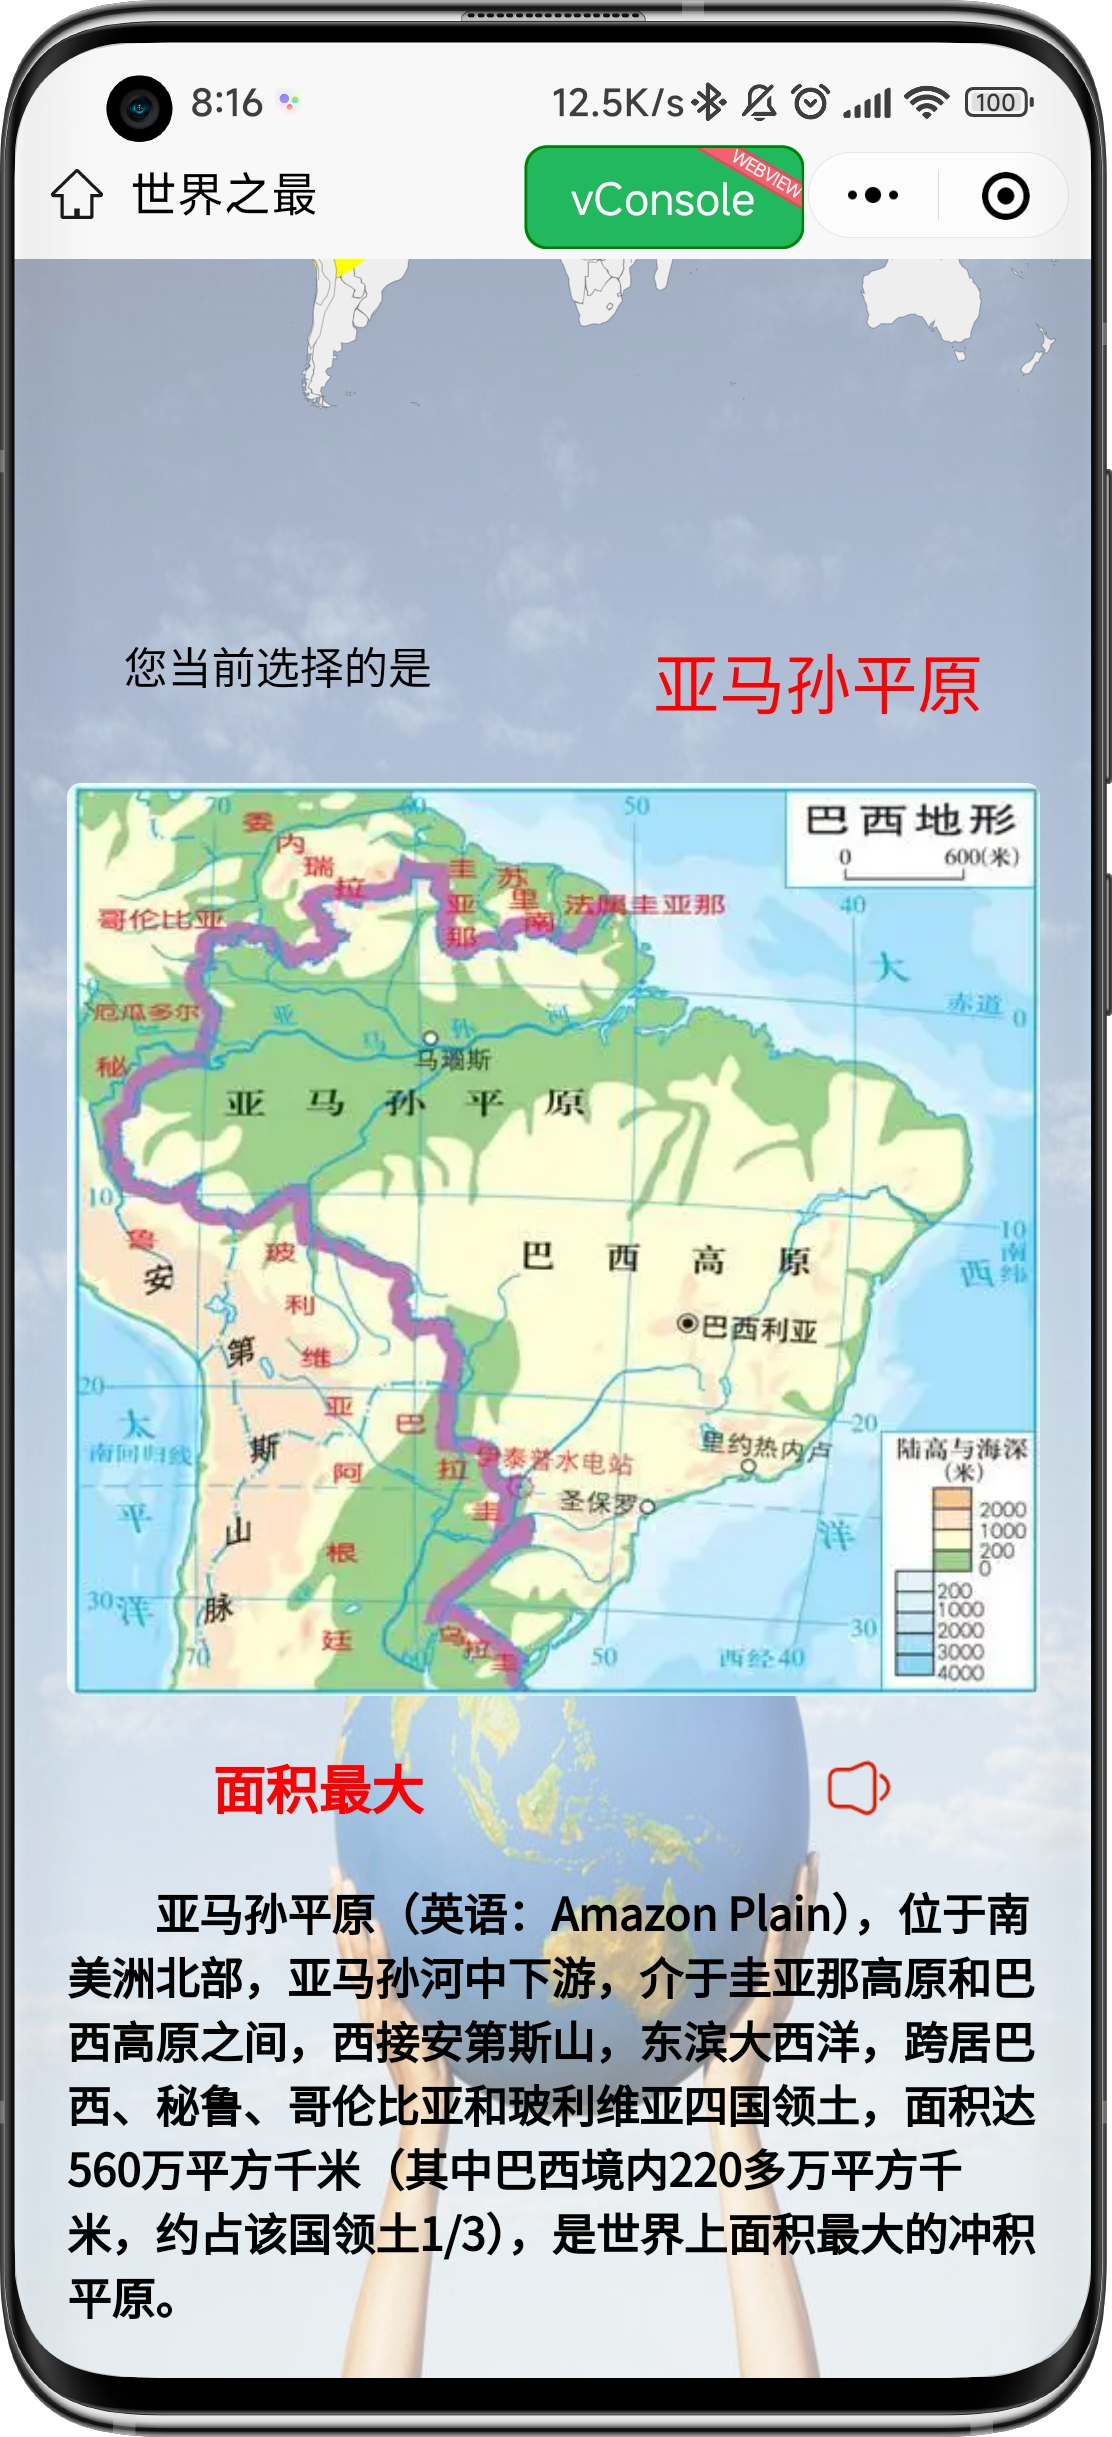 8:16
12.5K/s
100
世界之最
vConsole
WEBVIEW
您当前选择的是
亚马孙平原
巴西地形
0 600(米)
70 60 50
委内瑞拉
圭亚那
苏里南
法属圭亚那
哥伦比亚
40
大
赤道 0
0
厄瓜多尔
亚马孙河
马瑙斯
秘
亚马孙平原
10
10
南纬
西
鲁
安
玻
巴西高原
利
巴西利亚
第
维
20
亚
巴
20
太
南回归线
斯
阿
拉
伊泰普水电站
里约热内卢
圭
圣保罗
平
山
洋
根
30
洋
脉
廷
乌拉圭
30
70 60 50 西经40
陆高与海深
(米)
2000
1000
200
0
200
1000
2000
3000
4000
面积最大
亚马孙平原（英语：Amazon Plain），位于南
美洲北部，亚马孙河中下游，介于圭亚那高原和巴
西高原之间，西接安第斯山，东滨大西洋，跨居巴
西、秘鲁、哥伦比亚和玻利维亚四国领土，面积达
560万平方千米（其中巴西境内220多万平方千
米，约占该国领土1/3），是世界上面积最大的冲积
平原。